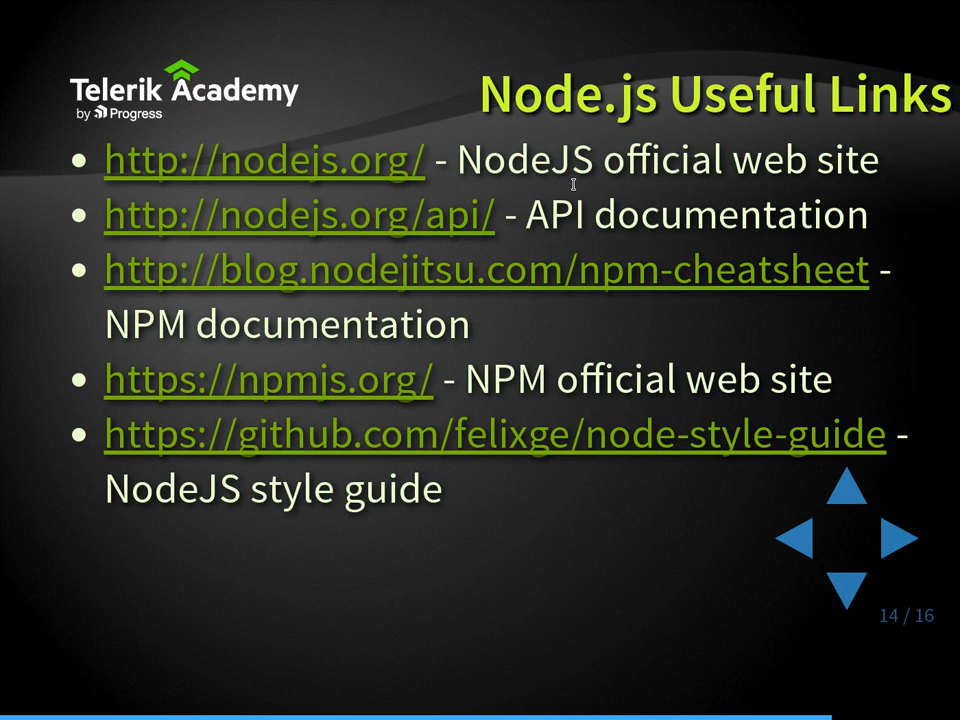 Telerik Academy
by Progress
Node.js Useful Links
http://nodejs.org/ - NodeJS official web site
http://nodejs.org/api/ - API documentation
http://blog.nodejitsu.com/npm-cheatsheet -
NPM documentation
https://npmjs.org/ - NPM official web site
https://github.com/felixge/node-style-guide -
NodeJS style guide
14 / 16